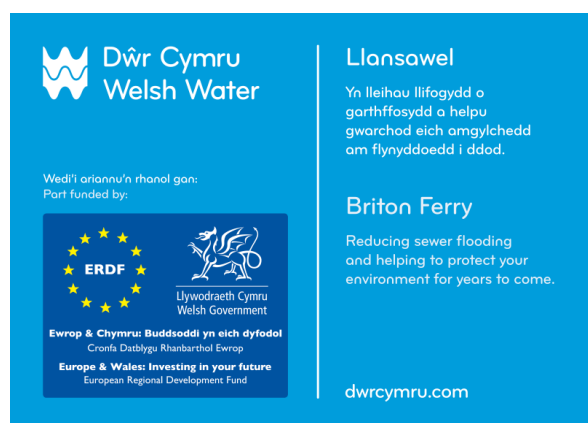 Dŵr Cymru
Welsh Water
Wedi'i ariannu'n rhanol gan:
Part funded by:
ERDF
Llywodraeth Cymru
Welsh Government
Ewrop & Chymru: Buddsoddi yn eich dyfodol
Cronfa Datblygu Rhanbarthol Ewrop
Europe & Wales: Investing in your future
European Regional Development Fund
Llansawel
Yn lleihau llifogydd o
garthffosydd a helpu
gwarchod eich amgylchedd
am flynyddoedd i ddod.
Briton Ferry
Reducing sewer flooding
and helping to protect your
environment for years to come.
dwrcymru.com